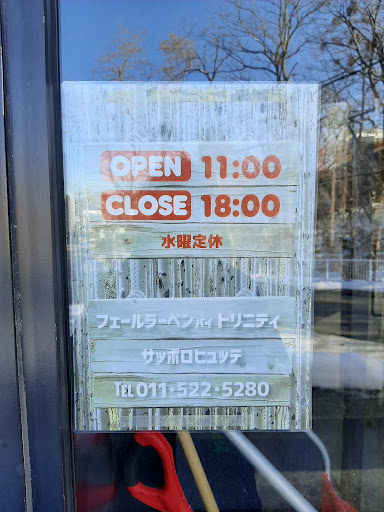 OPEN 11:00
CLOSE 18:00
水曜定休
フェールラーベン バイ トリニティ
サッポロヒュッテ
TEL 011-522-5280